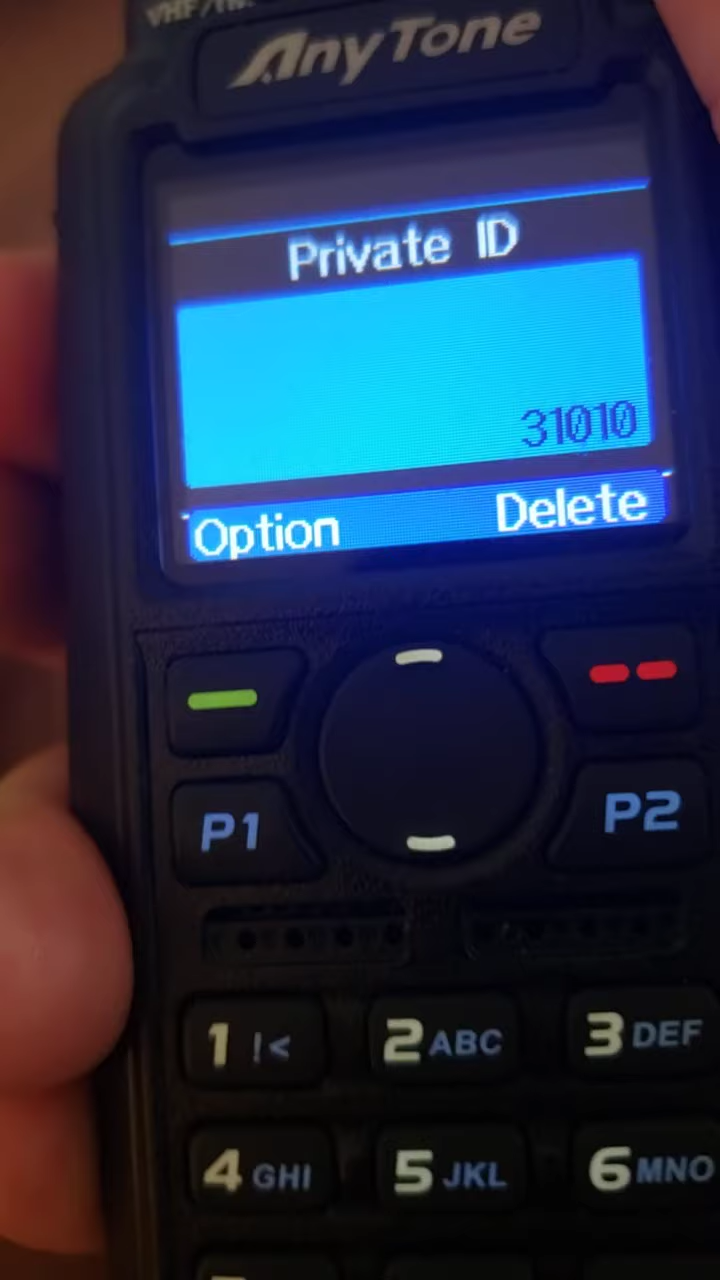 AnyTone
Private ID
31010
Option Delete
P1 P2
1 !< 2 ABC 3 DEF
4 GHI 5 JKL 6 MNO